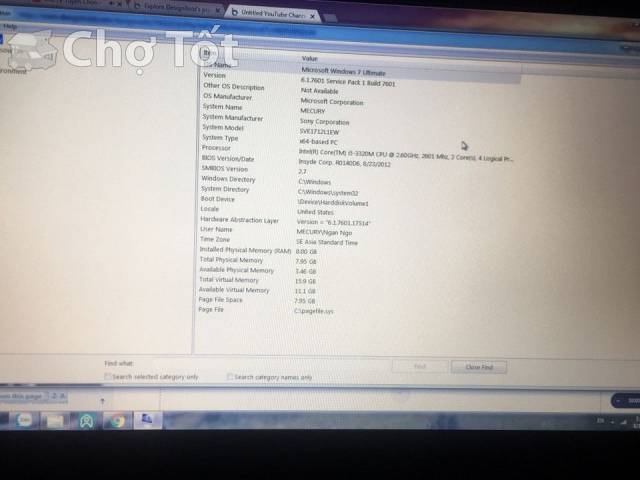 Explore DesignBool's p
Untitled YouTube Chann
Help
Chợ Tốt
Item Value
Name Microsoft Windows 7 Ultimate
Version 6.1.7601 Service Pack 1 Build 7601
Other OS Description Not Available
OS Manufacturer Microsoft Corporation
System Name MECURY
System Manufacturer Sony Corporation
System Model SVE1712L1EW
System Type x64-based PC
Processor Intel(R) Core(TM) i5-3320M CPU @ 2.60GHz, 2601 Mhz, 2 Core(s), 4 Logical Pr...
BIOS Version/Date Insyde Corp. R0140D6, 8/23/2012
SMBIOS Version 2.7
Windows Directory C:\Windows
System Directory C:\Windows\system32
Boot Device \Device\HarddiskVolume1
Locale United States
Hardware Abstraction Layer Version = "6.1.7601.17514"
User Name MECURY\Ngan Ngo
Time Zone SE Asia Standard Time
Installed Physical Memory (RAM) 8.00 GB
Total Physical Memory 7.95 GB
Available Physical Memory 3.46 GB
Total Virtual Memory 15.9 GB
Available Virtual Memory 11.1 GB
Page File Space 7.95 GB
Page File C:\pagefile.sys
Find what:
Find Close Find
Search selected category only Search category names only
this page
EN